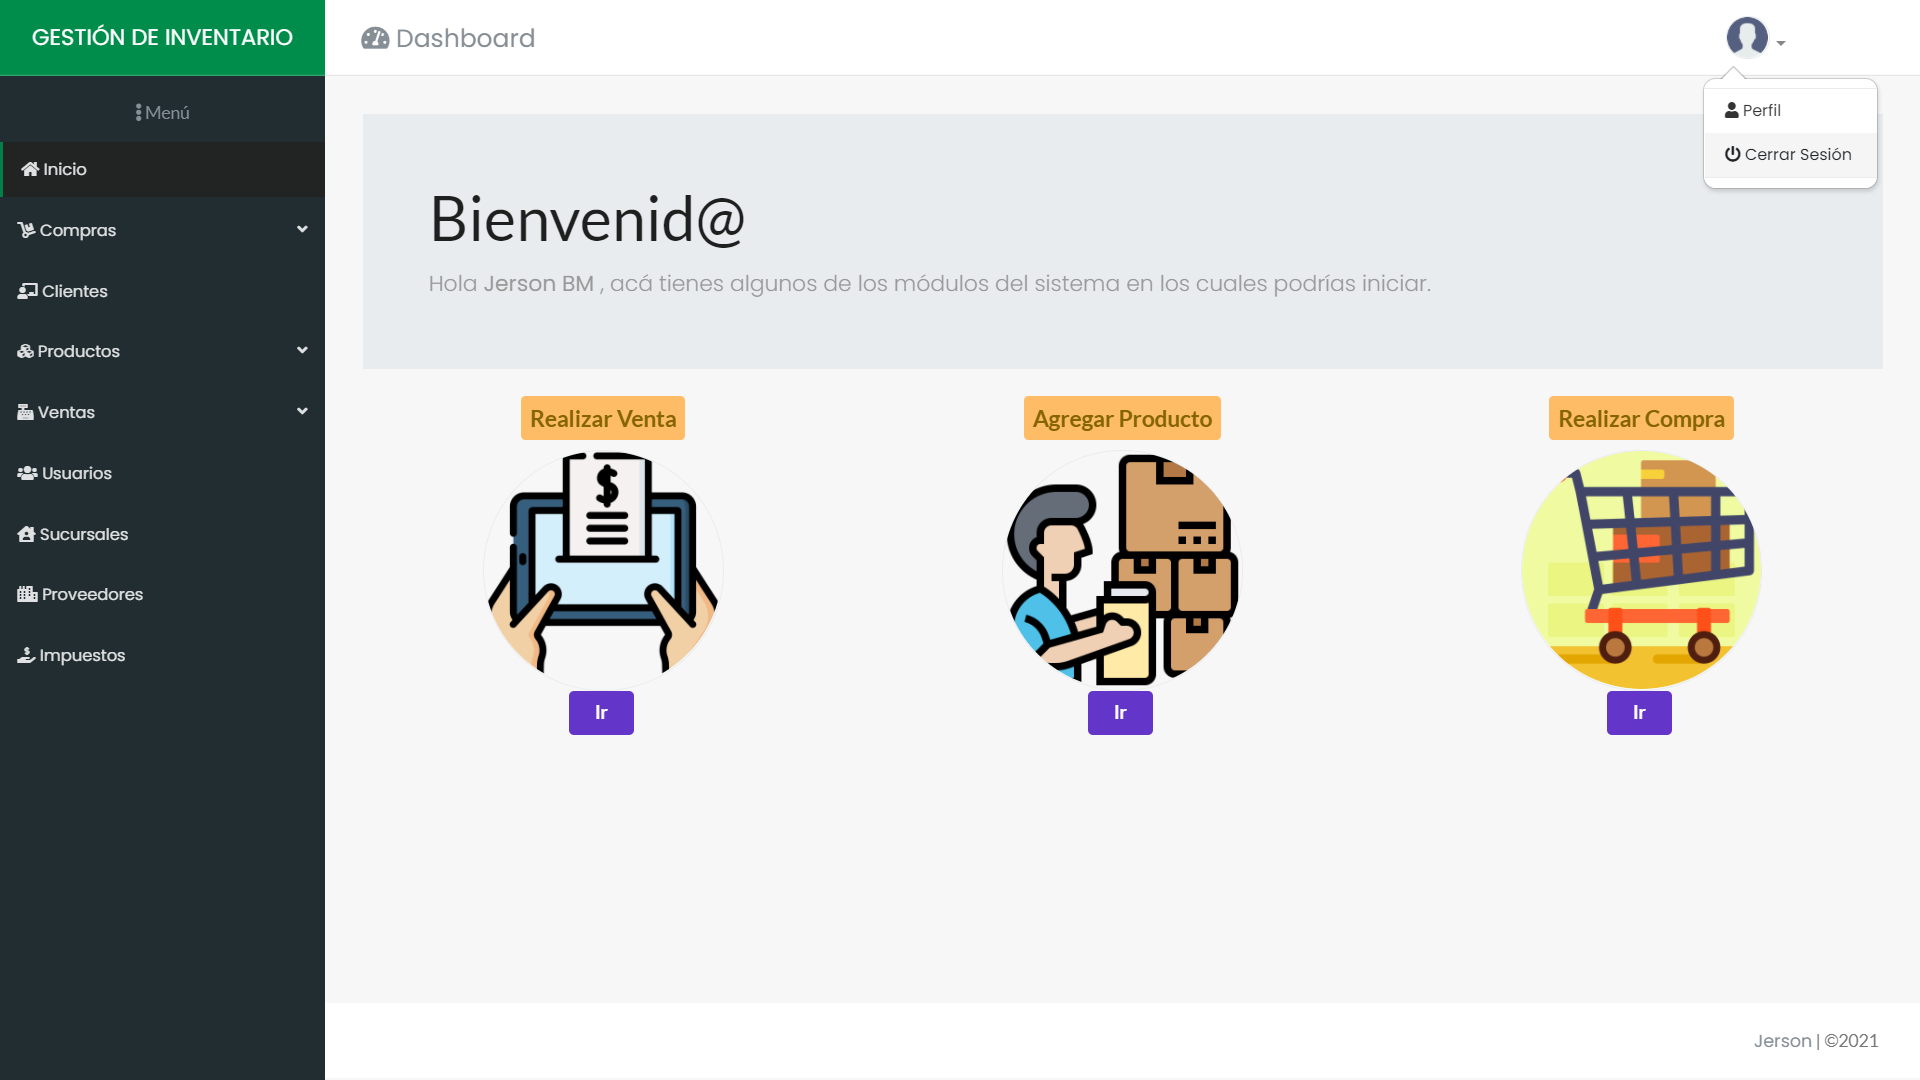 GESTIÓN DE INVENTARIO
Dashboard
Perfil
Cerrar Sesión
Menú
Inicio
Compras
Clientes
Productos
Ventas
Usuarios
Sucursales
Proveedores
Impuestos
Bienvenid@
Hola Jerson BM , acá tienes algunos de los módulos del sistema en los cuales podrías iniciar.
Realizar Venta
Agregar Producto
Realizar Compra
$
Ir
Ir
Ir
Jerson | ©2021